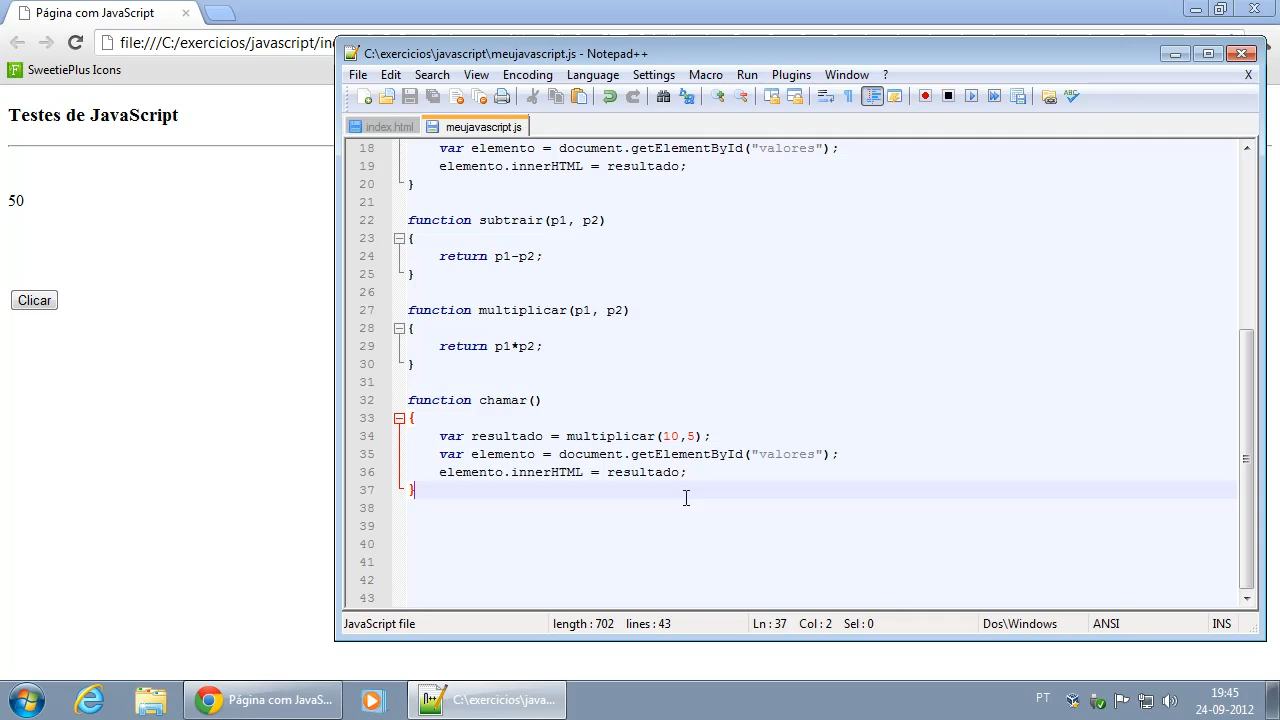 Página com JavaScript
file:///C:/exercicios/javascript/in
SweetiePlus Icons
Testes de JavaScript
50
Clicar
C:\exercicios\javascript\meujavascript.js - Notepad++
File Edit Search View Encoding Language Settings Macro Run Plugins Window ? X
index.html meujavascript.js
18 var elemento = document.getElementById("valores");
19 elemento.innerHTML = resultado;
20 }
21
22 function subtrair(p1, p2)
23 {
24 return p1-p2;
25 }
26
27 function multiplicar(p1, p2)
28 {
29 return p1*p2;
30 }
31
32 function chamar()
33 {
34 var resultado = multiplicar(10,5);
35 var elemento = document.getElementById("valores");
36 elemento.innerHTML = resultado;
37 }
38
39
40
41
42
43
JavaScript file length : 702 lines : 43 Ln : 37 Col : 2 Sel : 0 Dos\Windows ANSI INS
Página com JavaS... C:\exercicios\java... PT 19:45
24-09-2012